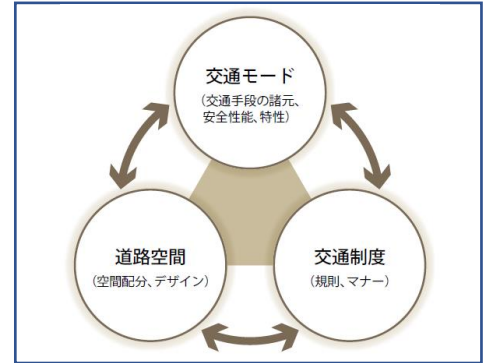 交通モード
(交通手段の諸元、
安全性能、特性)
道路空間
(空間配分、デザイン)
交通制度
(規則、マナー)